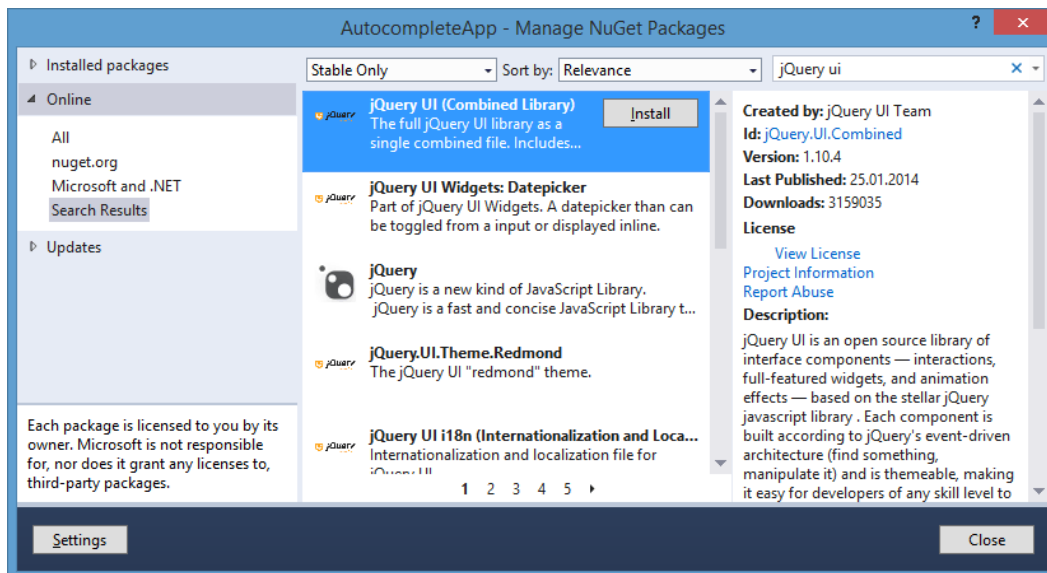 AutocompleteApp - Manage NuGet Packages
?
×
Installed packages
Online
All
nuget.org
Microsoft and .NET
Search Results
Updates
Each package is licensed to you by its
owner. Microsoft is not responsible
for, nor does it grant any licenses to,
third-party packages.
Stable Only
Sort by: Relevance
jQuery ui
jQuery UI (Combined Library)
The full jQuery UI library as a
single combined file. Includes...
Install
jQuery UI Widgets: Datepicker
Part of jQuery UI Widgets. A datepicker than can
be toggled from a input or displayed inline.
jQuery
jQuery is a new kind of JavaScript Library.
jQuery is a fast and concise JavaScript Library t...
jQuery.UI.Theme.Redmond
The jQuery UI "redmond" theme.
jQuery UI i18n (Internationalization and Loca...
Internationalization and localization file for
jQuery UI
1 2 3 4 5
Created by: jQuery UI Team
Id: jQuery.UI.Combined
Version: 1.10.4
Last Published: 25.01.2014
Downloads: 3159035
License
View License
Project Information
Report Abuse
Description:
jQuery UI is an open source library of
interface components — interactions,
full-featured widgets, and animation
effects — based on the stellar jQuery
javascript library . Each component is
built according to jQuery's event-driven
architecture (find something,
manipulate it) and is themeable, making
it easy for developers of any skill level to
Settings
Close